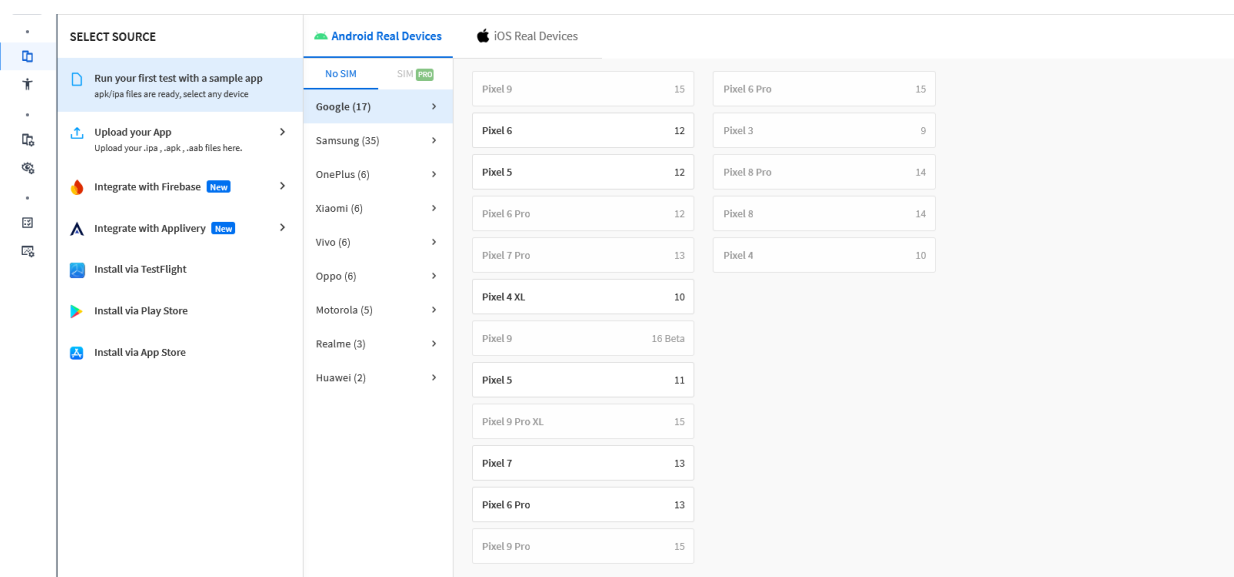 SELECT SOURCE
Run your first test with a sample app
apk/ipa files are ready, select any device
Upload your App
Upload your .ipa , .apk , .aab files here.
Integrate with Firebase New
Integrate with Applivery New
Install via TestFlight
Install via Play Store
Install via App Store
Android Real Devices
iOS Real Devices
No SIM
SIM PRO
Google (17)
Samsung (35)
OnePlus (6)
Xiaomi (6)
Vivo (6)
Oppo (6)
Motorola (5)
Realme (3)
Huawei (2)
Pixel 9 15
Pixel 6 12
Pixel 5 12
Pixel 6 Pro 12
Pixel 7 Pro 13
Pixel 4 XL 10
Pixel 9 16 Beta
Pixel 5 11
Pixel 9 Pro XL 15
Pixel 7 13
Pixel 6 Pro 13
Pixel 9 Pro 15
Pixel 6 Pro 15
Pixel 3 9
Pixel 8 Pro 14
Pixel 8 14
Pixel 4 10